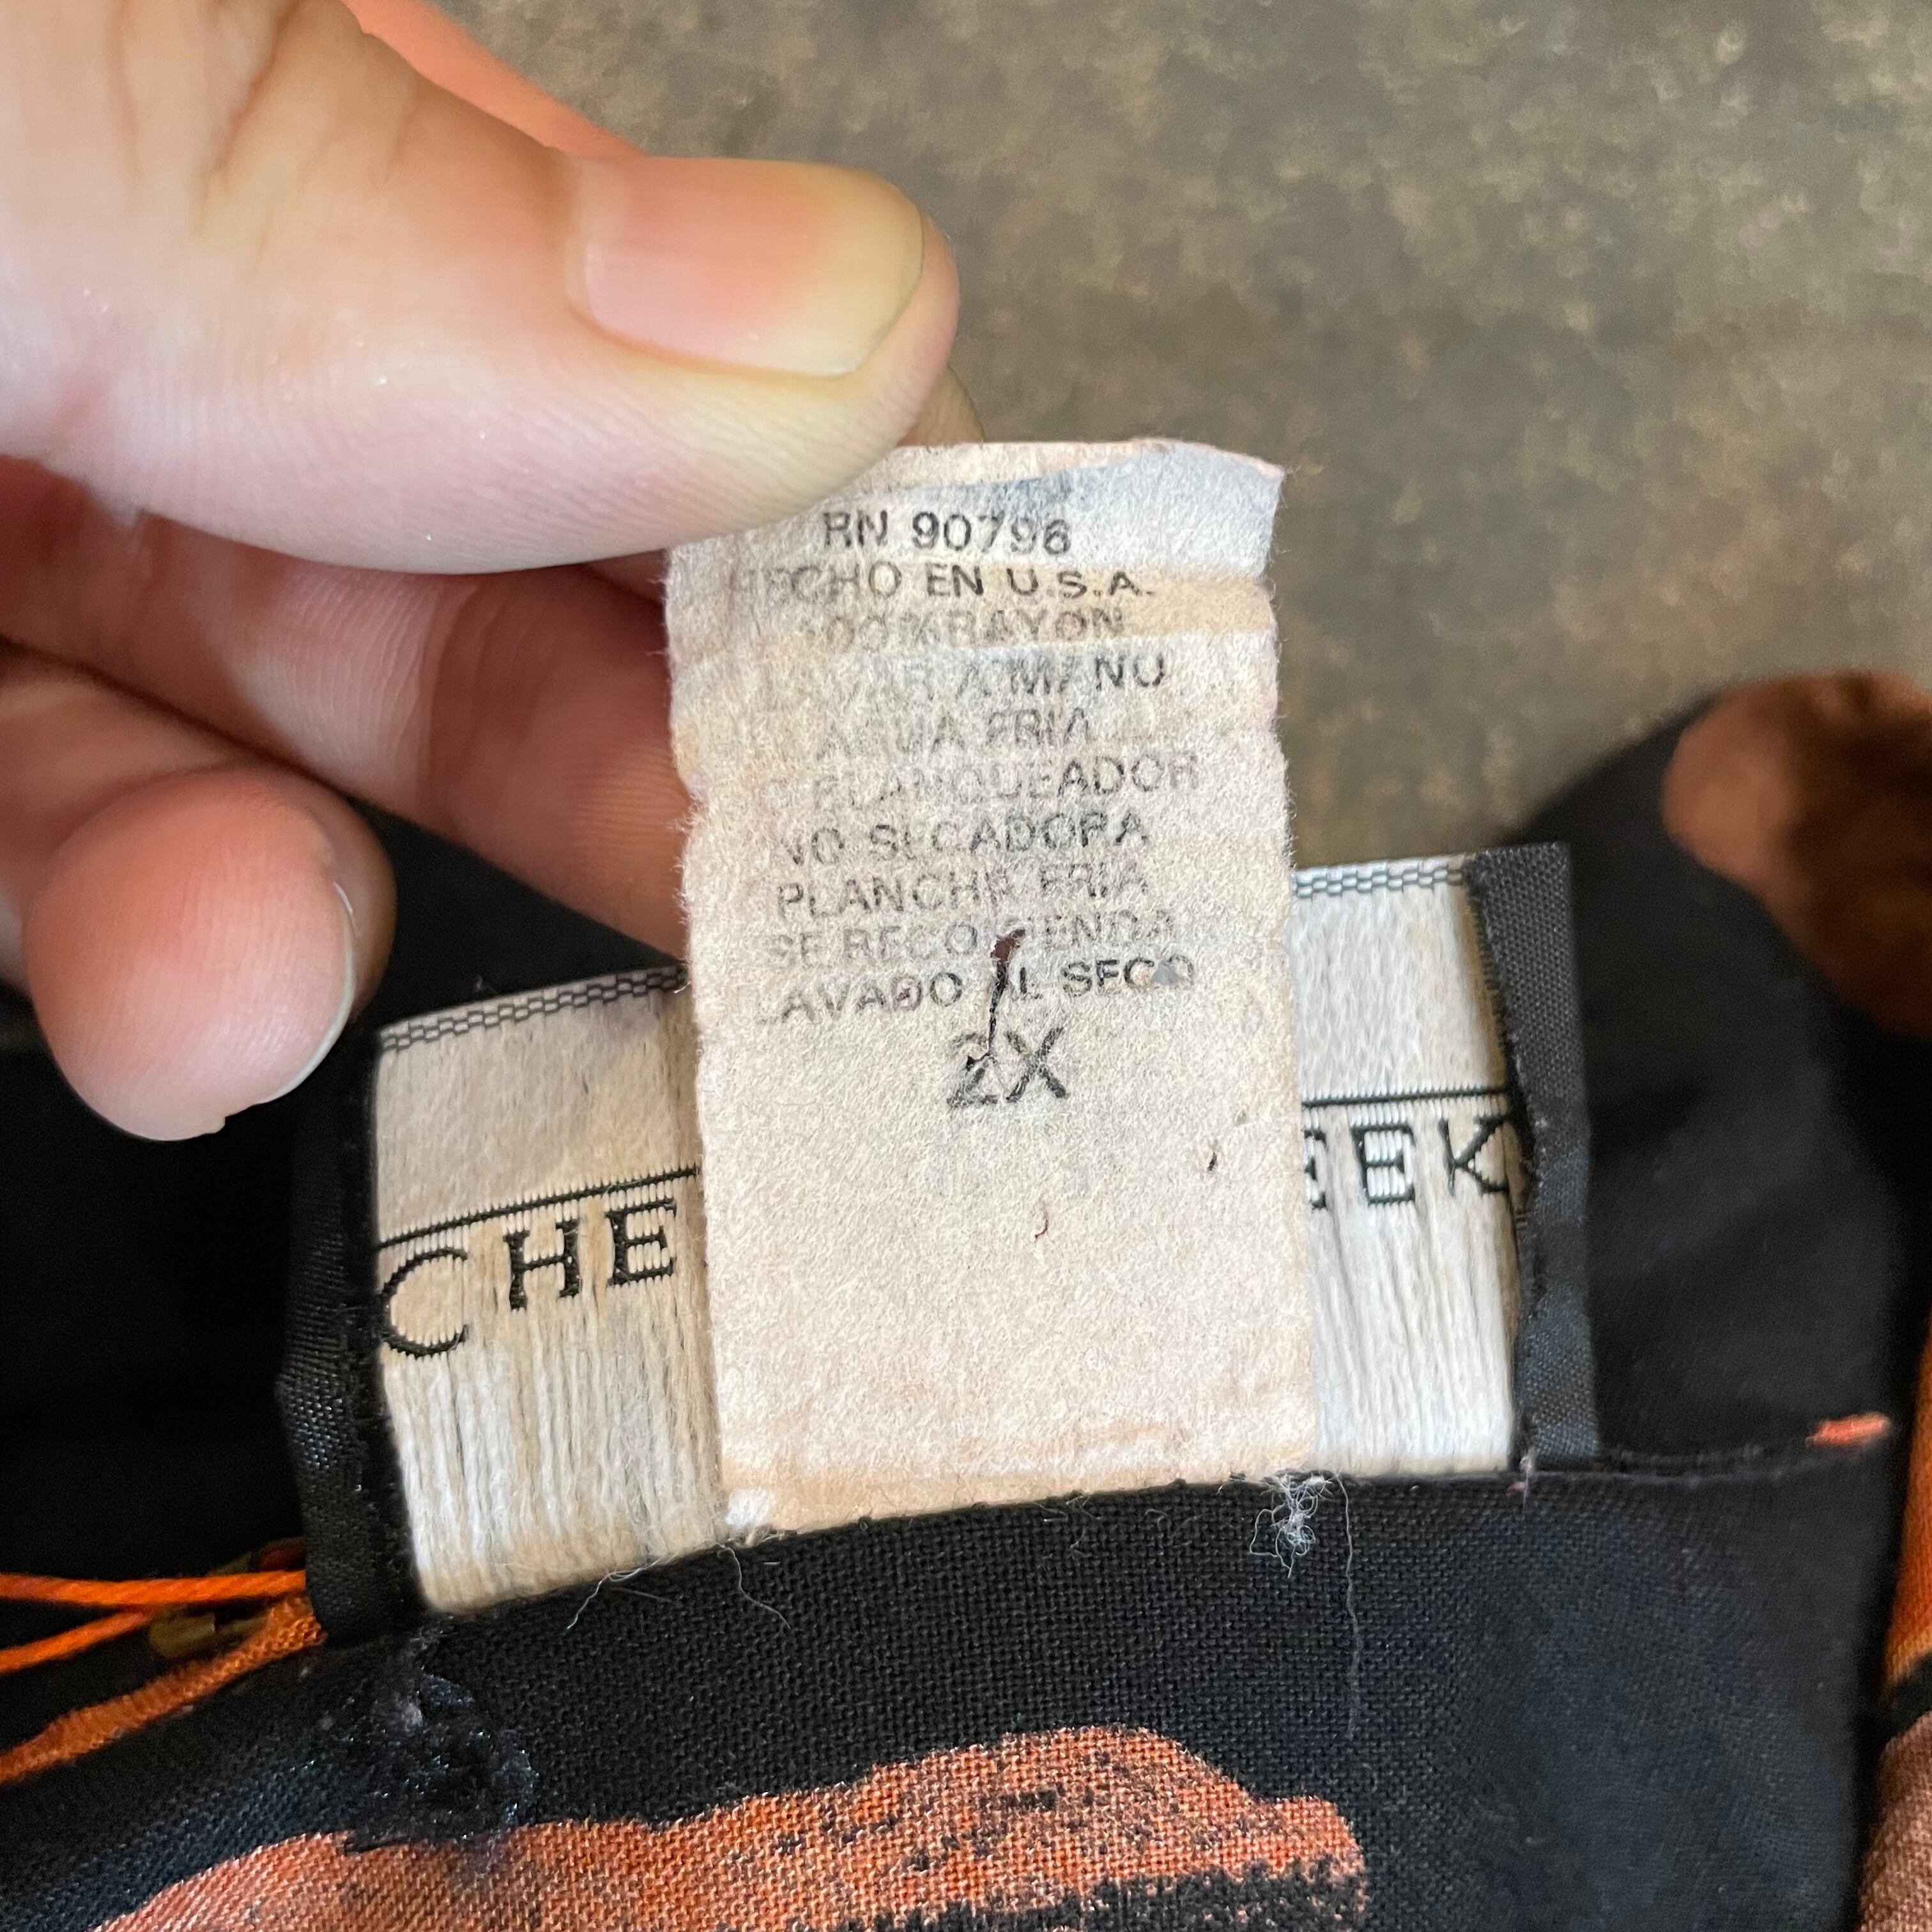 RN 90796
HECHO EN U.S.A.
100% RAYON
LAVAR A MANO
AGUA FRIA
BLANQUEADOR
NO SECADORA
PLANCHE FRIA
SE RECOMIENDA
LAVADO AL SECO
2X
CHE EEK